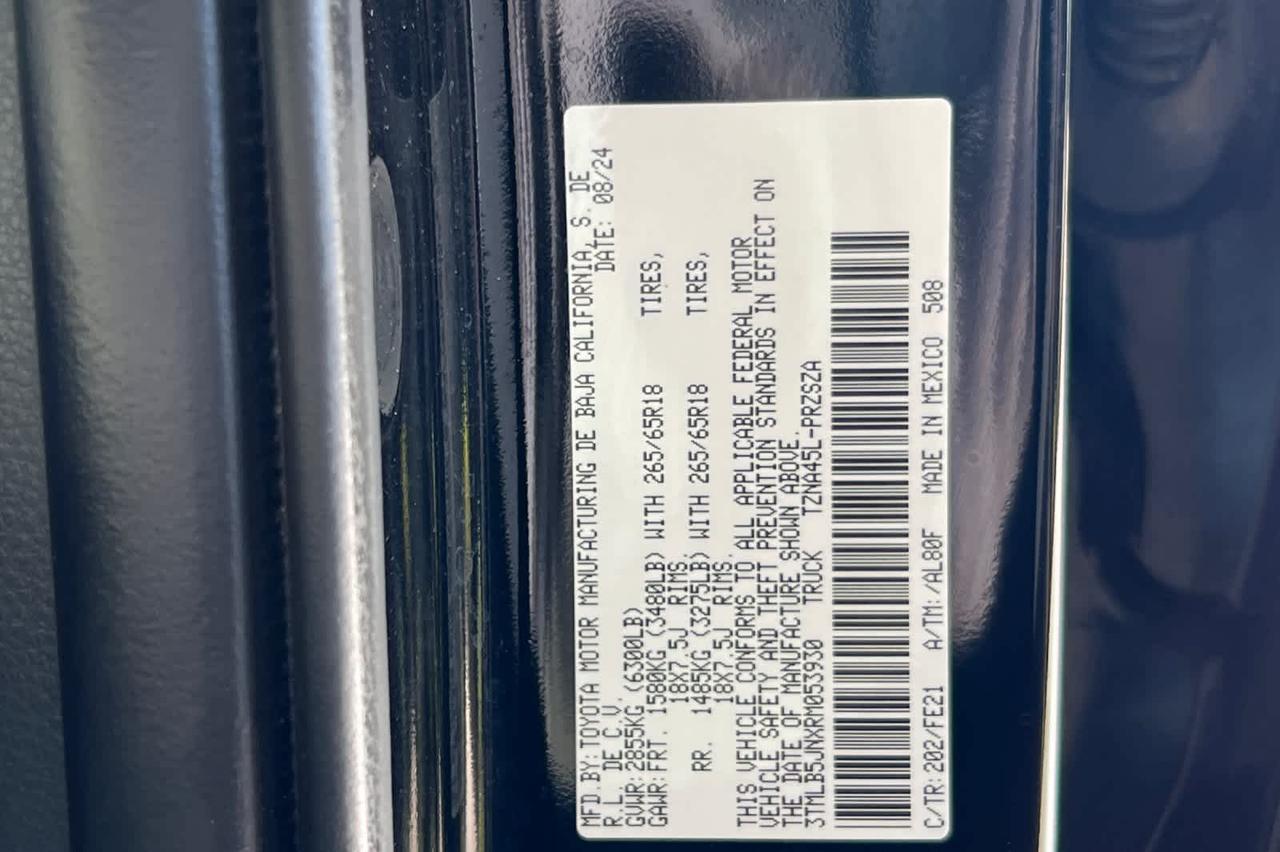 MFD.BY:TOYOTA MOTOR MANUFACTURING DE BAJA CALIFORNIA, S. DE
R.L. DE C.V. DATE: 08/24
GVWR:2855KG (6300LB)
GAWR:FRT. 1580KG (3480LB) WITH 265/65R18 TIRES,
18X7.5J RIMS.
RR. 1485KG (3275LB) WITH 265/65R18 TIRES,
18X7.5J RIMS.
THIS VEHICLE CONFORMS TO ALL APPLICABLE FEDERAL MOTOR
VEHICLE SAFETY AND THEFT PREVENTION STANDARDS IN EFFECT ON
THE DATE OF MANUFACTURE SHOWN ABOVE.
3TMLB5JNXRM053930 TRUCK TZNA45L-PRZSZA
C/TR:202/FE21 A/TM:/AL80F MADE IN MEXICO 508